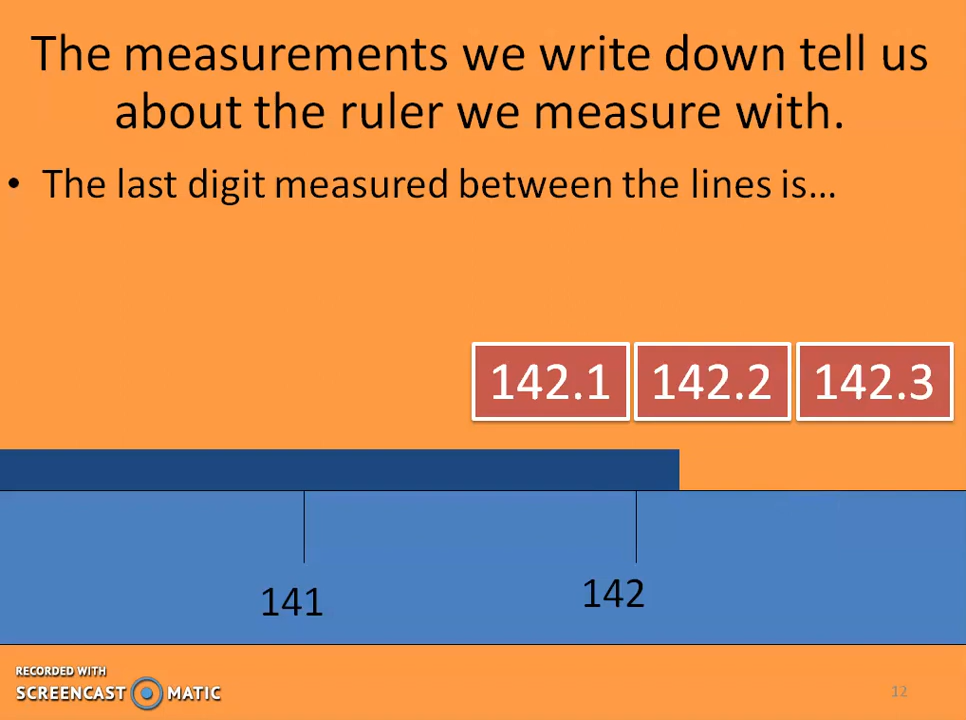 The measurements we write down tell us
about the ruler we measure with.
• The last digit measured between the lines is...
142.1 142.2 142.3
141 142
RECORDED WITH
SCREENCAST MATIC
12